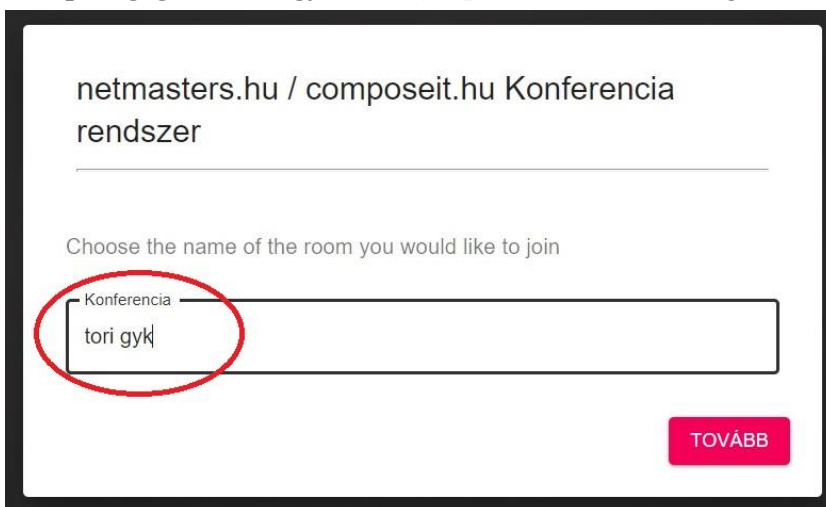 netmasters.hu / composeit.hu Konferencia
rendszer
Choose the name of the room you would like to join
Konferencia
tori gyk
TOVÁBB